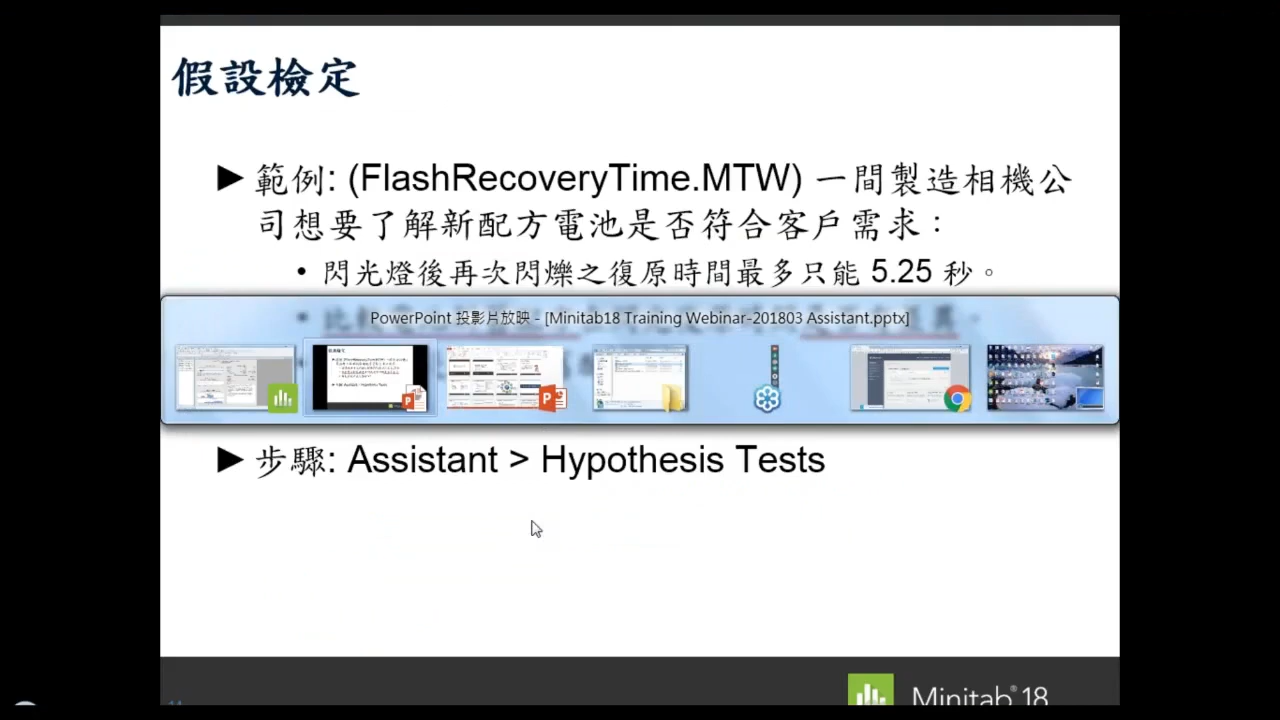 假設檢定
►範例: (FlashRecoveryTime.MTW) 一間製造相機公
司想要了解新配方電池是否符合客戶需求：
• 閃光燈後再次閃爍之復原時間最多只能 5.25 秒。
PowerPoint 投影片放映 - [Minitab18 Training Webinar-201803 Assistant.pptx]
►步驟: Assistant > Hypothesis Tests
Minitab® 18